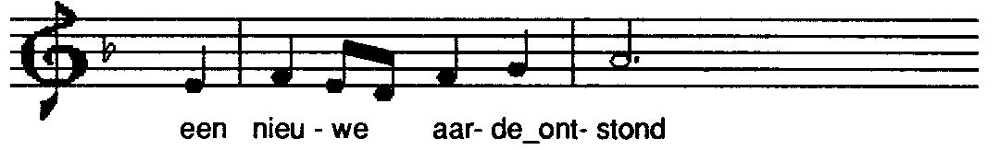 een nieu - we aar- de_ont- stond